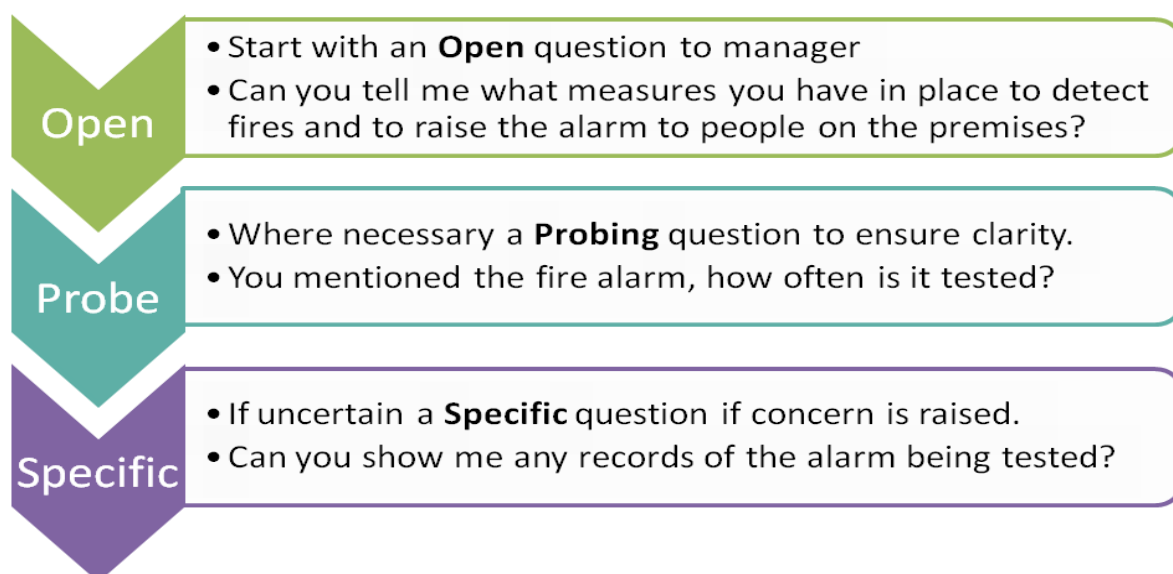 Open
• Start with an Open question to manager
• Can you tell me what measures you have in place to detect
fires and to raise the alarm to people on the premises?
Probe
• Where necessary a Probing question to ensure clarity.
• You mentioned the fire alarm, how often is it tested?
Specific
• If uncertain a Specific question if concern is raised.
• Can you show me any records of the alarm being tested?